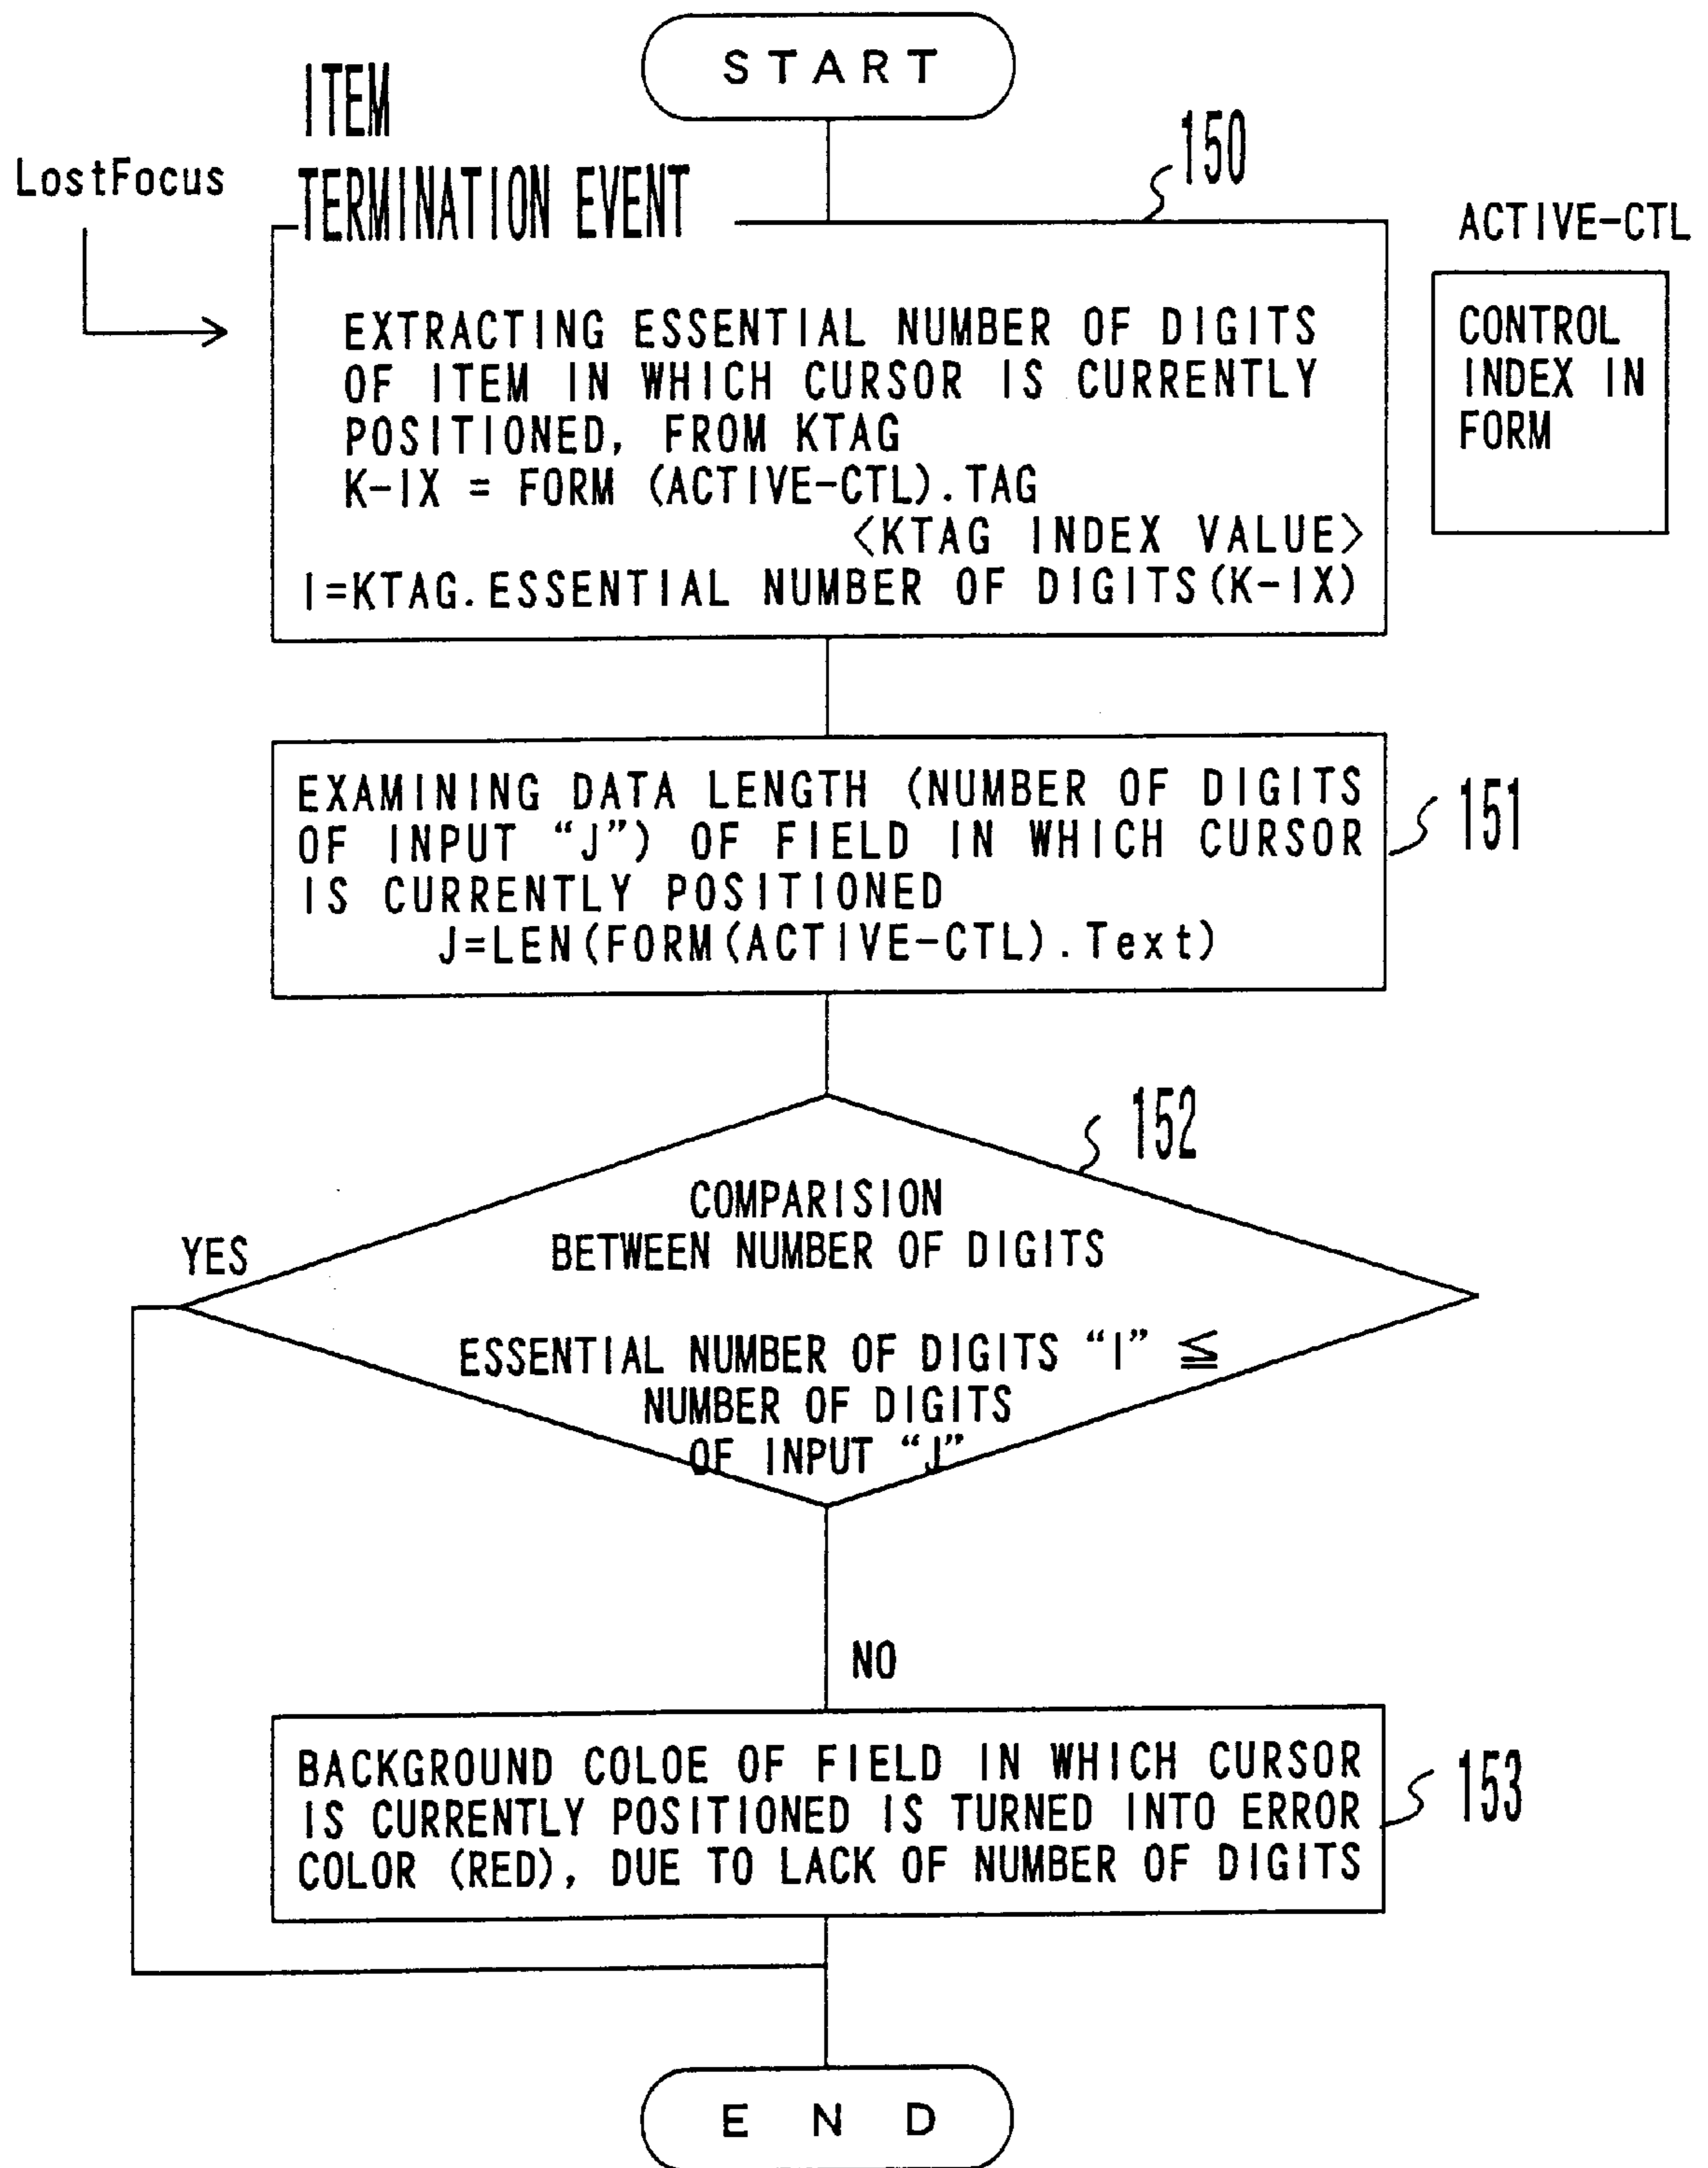 START
ITEM
TERMINATION EVENT
150
LostFocus
ACTIVE-CTL
CONTROL
INDEX IN
FORM
EXTRACTING ESSENTIAL NUMBER OF DIGITS
OF ITEM IN WHICH CURSOR IS CURRENTLY
POSITIONED, FROM KTAG
K-IX = FORM (ACTIVE-CTL).TAG
<KTAG INDEX VALUE>
I=KTAG.ESSENTIAL NUMBER OF DIGITS(K-IX)
EXAMINING DATA LENGTH (NUMBER OF DIGITS
OF INPUT “J”) OF FIELD IN WHICH CURSOR
IS CURRENTLY POSITIONED
J=LEN(FORM(ACTIVE-CTL).Text)
151
152
COMPARISION
BETWEEN NUMBER OF DIGITS
YES
ESSENTIAL NUMBER OF DIGITS “I” ≦
NUMBER OF DIGITS
OF INPUT “J”
NO
BACKGROUND COLOE OF FIELD IN WHICH CURSOR
IS CURRENTLY POSITIONED IS TURNED INTO ERROR
COLOR (RED), DUE TO LACK OF NUMBER OF DIGITS
153
END